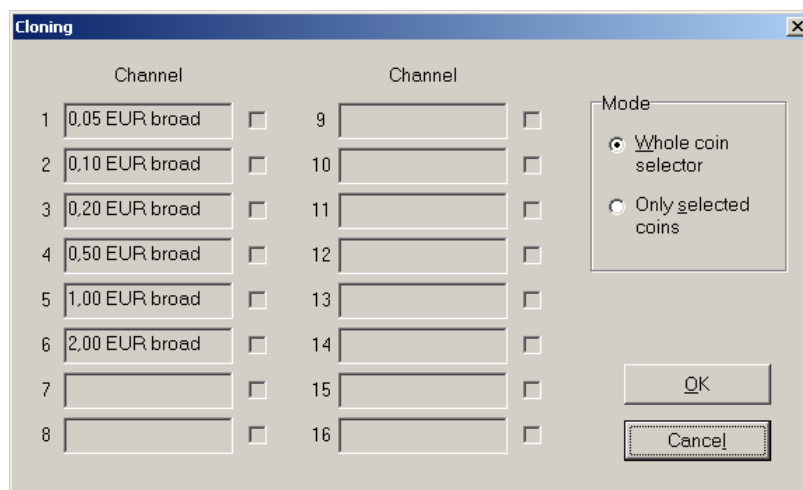 Cloning
Channel Channel
1 0,05 EUR broad 9
2 0,10 EUR broad 10
3 0,20 EUR broad 11
4 0,50 EUR broad 12
5 1,00 EUR broad 13
6 2,00 EUR broad 14
7 15
8 16
Mode
Whole coin
selector
Only selected
coins
OK
Cancel